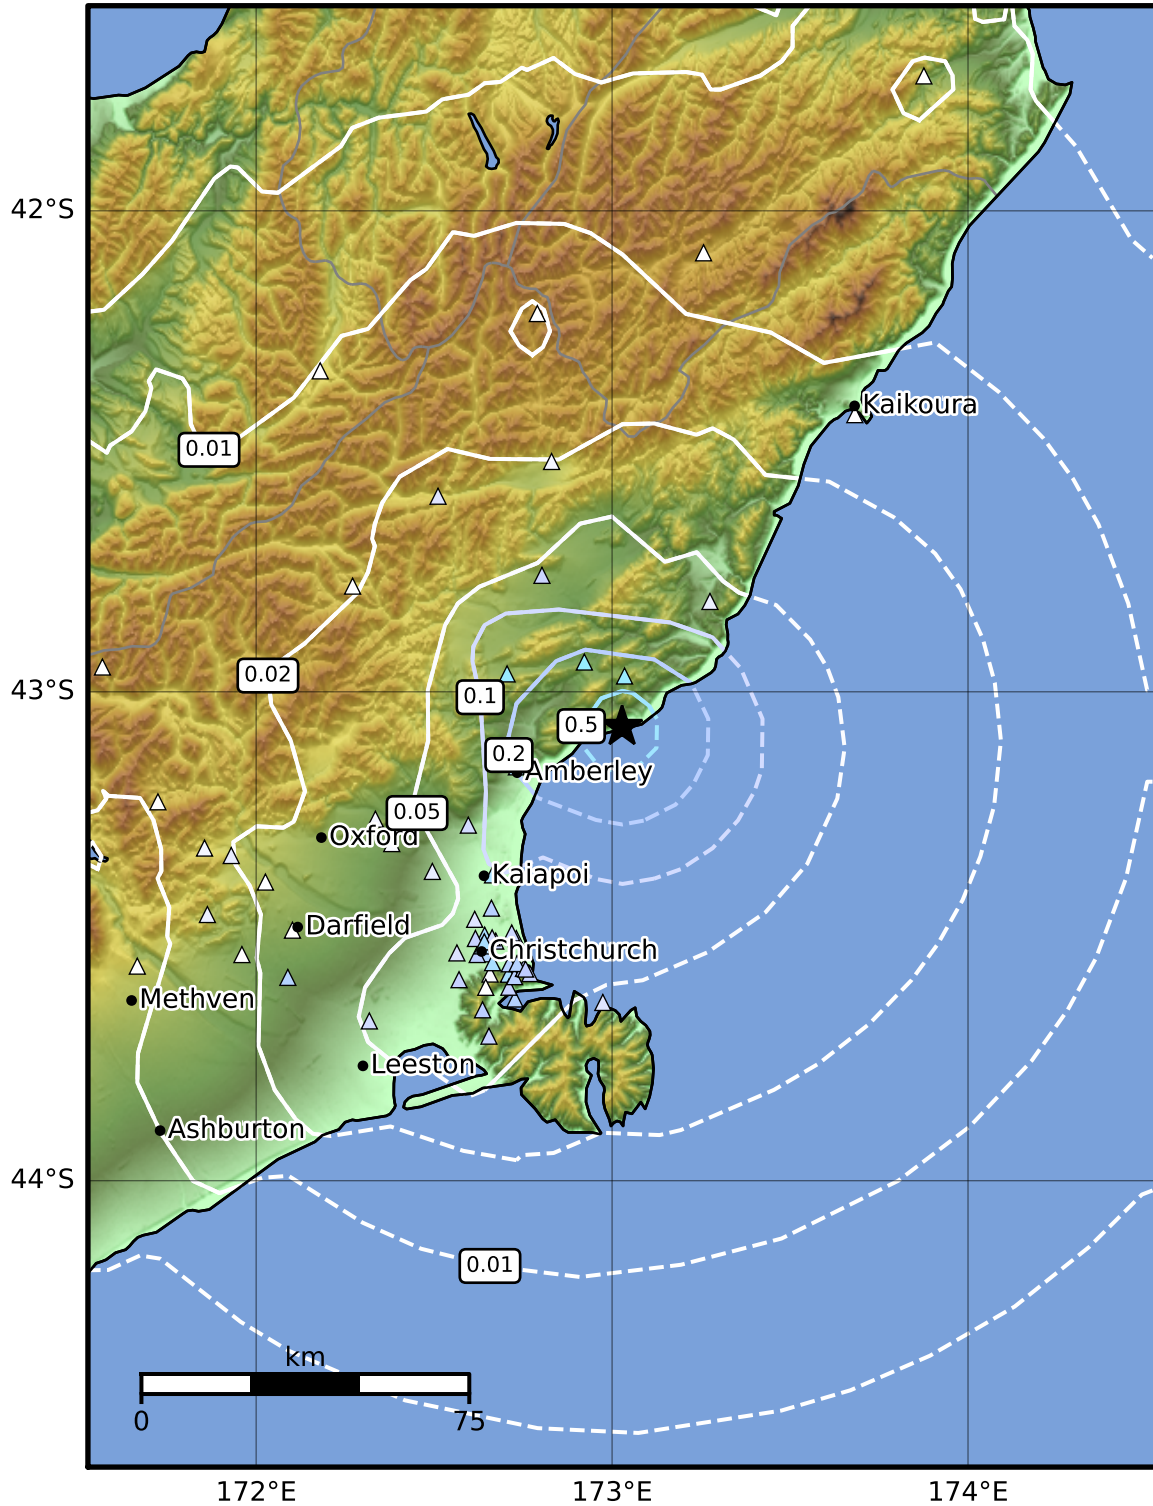 42°S
Kaikoura
0.01
0.02
43°S
0.1
0.5
0.2
Amberley
0.05
Oxford
Kaiapoi
Darfield
Christchurch
Methven
Leeston
Ashburton
44°S
0.01
km
0 75
172°E 173°E 174°E